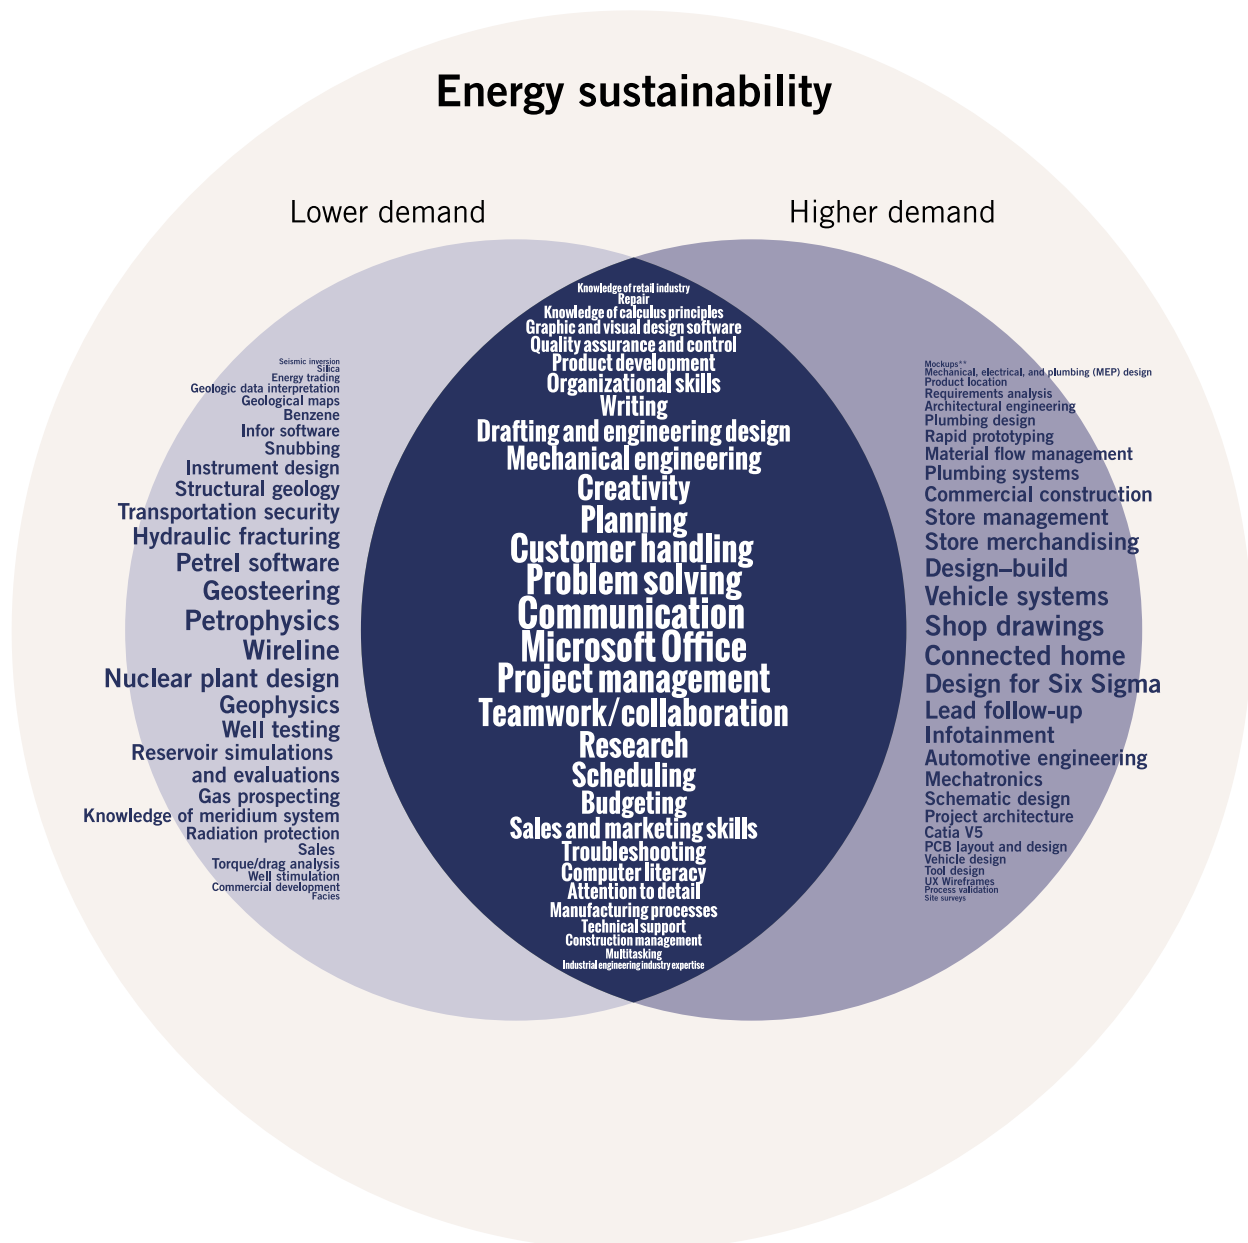 Energy sustainability
Lower demand
Higher demand
Seismic inversion
Silica
Energy trading
Geologic data interpretation
Geological maps
Benzene
Infor software
Snubbing
Instrument design
Structural geology
Transportation security
Hydraulic fracturing
Petrel software
Geosteering
Petrophysics
Wireline
Nuclear plant design
Geophysics
Well testing
Reservoir simulations
and evaluations
Gas prospecting
Knowledge of meridium system
Radiation protection
Sales
Torque/drag analysis
Well stimulation
Commercial development
Facies
Knowledge of retail industry
Repair
Knowledge of calculus principles
Graphic and visual design software
Quality assurance and control
Product development
Organizational skills
Writing
Drafting and engineering design
Mechanical engineering
Creativity
Planning
Customer handling
Problem solving
Communication
Microsoft Office
Project management
Teamwork/collaboration
Research
Scheduling
Budgeting
Sales and marketing skills
Troubleshooting
Computer literacy
Attention to detail
Manufacturing processes
Technical support
Construction management
Multitasking
Industrial engineering industry expertise
Mockups**
Mechanical, electrical, and plumbing (MEP) design
Product location
Requirements analysis
Architectural engineering
Plumbing design
Rapid prototyping
Material flow management
Plumbing systems
Commercial construction
Store management
Store merchandising
Design–build
Vehicle systems
Shop drawings
Connected home
Design for Six Sigma
Lead follow-up
Infotainment
Automotive engineering
Mechatronics
Schematic design
Project architecture
Catia V5
PCB layout and design
Vehicle design
Tool design
UX Wireframes
Process validation
Site surveys